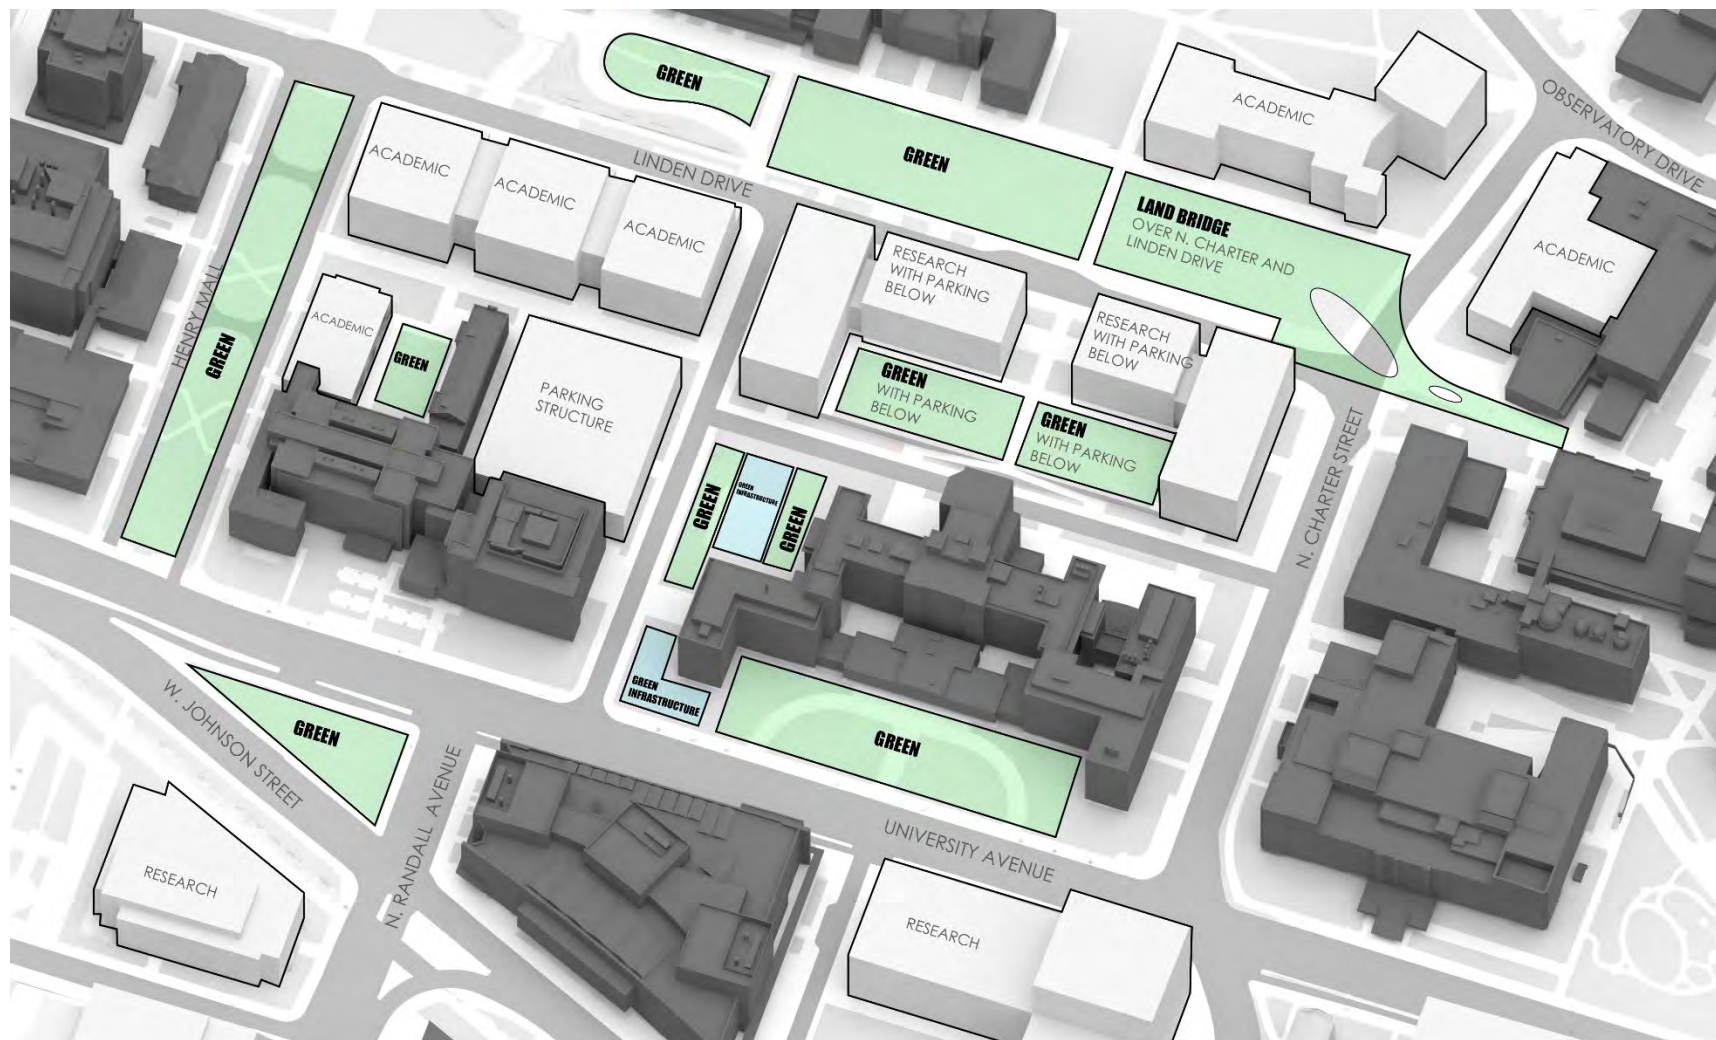 GREEN
OBSERVATORY DRIVE
ACADEMIC
ACADEMIC
LINDEN DRIVE
GREEN
ACADEMIC
ACADEMIC
LAND BRIDGE
OVER N. CHARTER AND
LINDEN DRIVE
ACADEMIC
RESEARCH
WITH PARKING
BELOW
HENRY MALL
GREEN
ACADEMIC
GREEN
RESEARCH
WITH PARKING
BELOW
PARKING
STRUCTURE
GREEN
WITH PARKING
BELOW
GREEN
WITH PARKING
BELOW
N. CHARTER STREET
GREEN
GREEN
INFRASTRUCTURE
GREEN
GREEN
INFRASTRUCTURE
W. JOHNSON STREET
GREEN
GREEN
N. RANDALL AVENUE
UNIVERSITY AVENUE
RESEARCH
RESEARCH